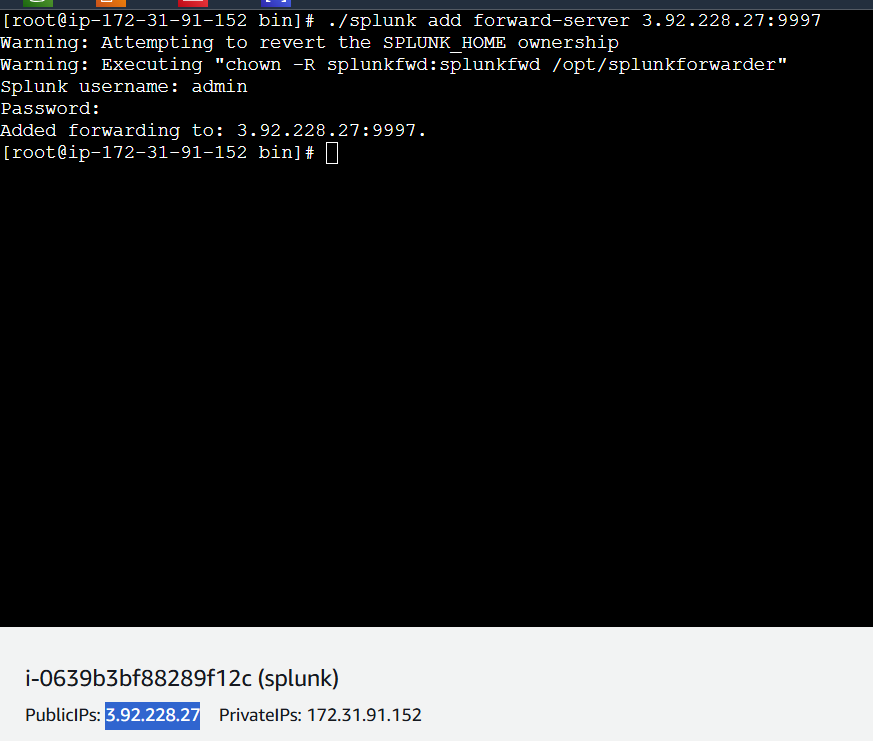 [root@ip-172-31-91-152 bin]# ./splunk add forward-server 3.92.228.27:9997
Warning: Attempting to revert the SPLUNK_HOME ownership
Warning: Executing "chown -R splunkfwd:splunkfwd /opt/splunkforwarder"
Splunk username: admin
Password:
Added forwarding to: 3.92.228.27:9997.
[root@ip-172-31-91-152 bin]#
i-0639b3bf88289f12c (splunk)
PublicIPs: 3.92.228.27 PrivateIPs: 172.31.91.152